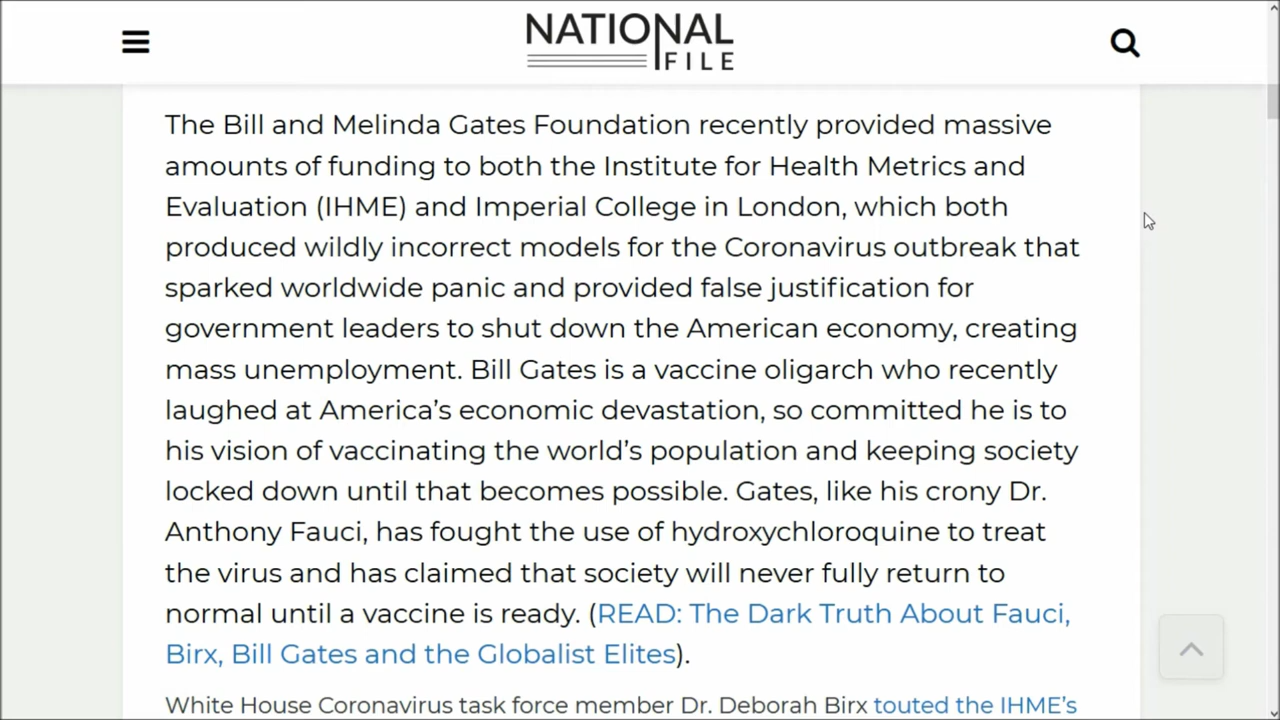 NATIONAL
FILE
The Bill and Melinda Gates Foundation recently provided massive
amounts of funding to both the Institute for Health Metrics and
Evaluation (IHME) and Imperial College in London, which both
produced wildly incorrect models for the Coronavirus outbreak that
sparked worldwide panic and provided false justification for
government leaders to shut down the American economy, creating
mass unemployment. Bill Gates is a vaccine oligarch who recently
laughed at America’s economic devastation, so committed he is to
his vision of vaccinating the world’s population and keeping society
locked down until that becomes possible. Gates, like his crony Dr.
Anthony Fauci, has fought the use of hydroxychloroquine to treat
the virus and has claimed that society will never fully return to
normal until a vaccine is ready. (READ: The Dark Truth About Fauci,
Birx, Bill Gates and the Globalist Elites).
White House Coronavirus task force member Dr. Deborah Birx touted the IHME’s